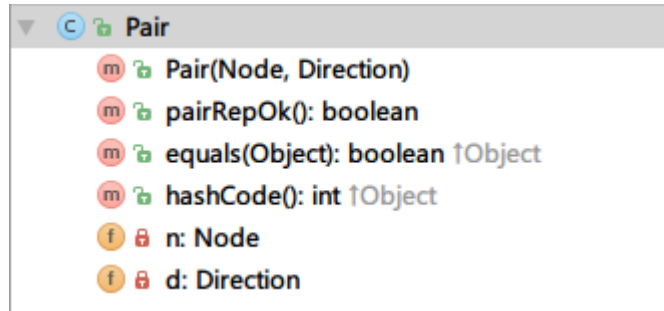 C Pair
m Pair(Node, Direction)
m pairRepOk(): boolean
m equals(Object): boolean ↑Object
m hashCode(): int ↑Object
f n: Node
f d: Direction